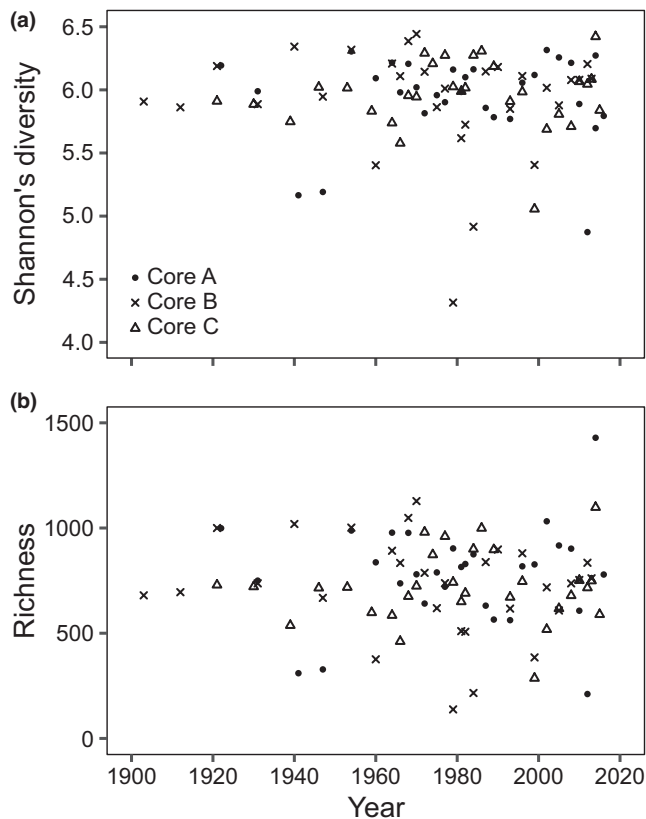 (a)
6.5
6.0
5.5
5.0
4.5
4.0
Shannon's diversity
Core A
Core B
Core C
(b)
1500
1000
500
0
Richness
1900 1920 1940 1960 1980 2000 2020
Year